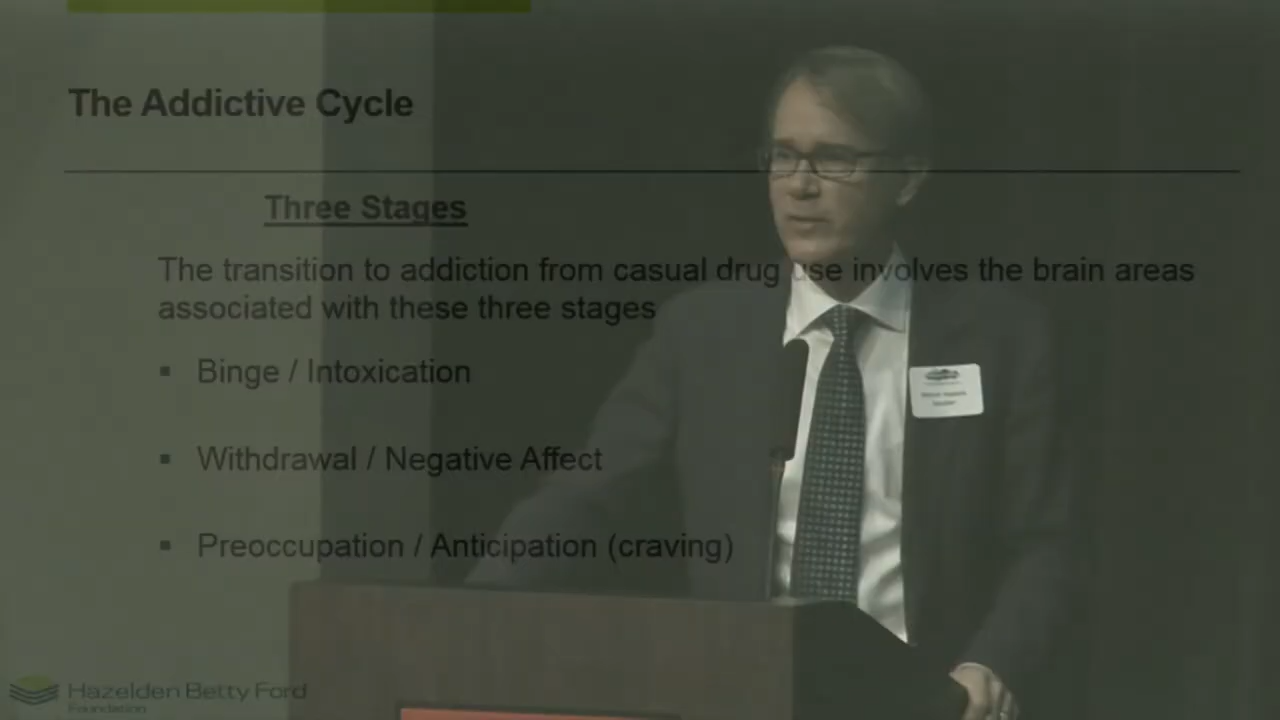 The Addictive Cycle
Three Stages
The transition to addiction from casual drug use involves the brain areas
associated with these three stages
▪ Binge / Intoxication
▪ Withdrawal / Negative Affect
▪ Preoccupation / Anticipation (craving)
Hazelden Betty Ford
Foundation